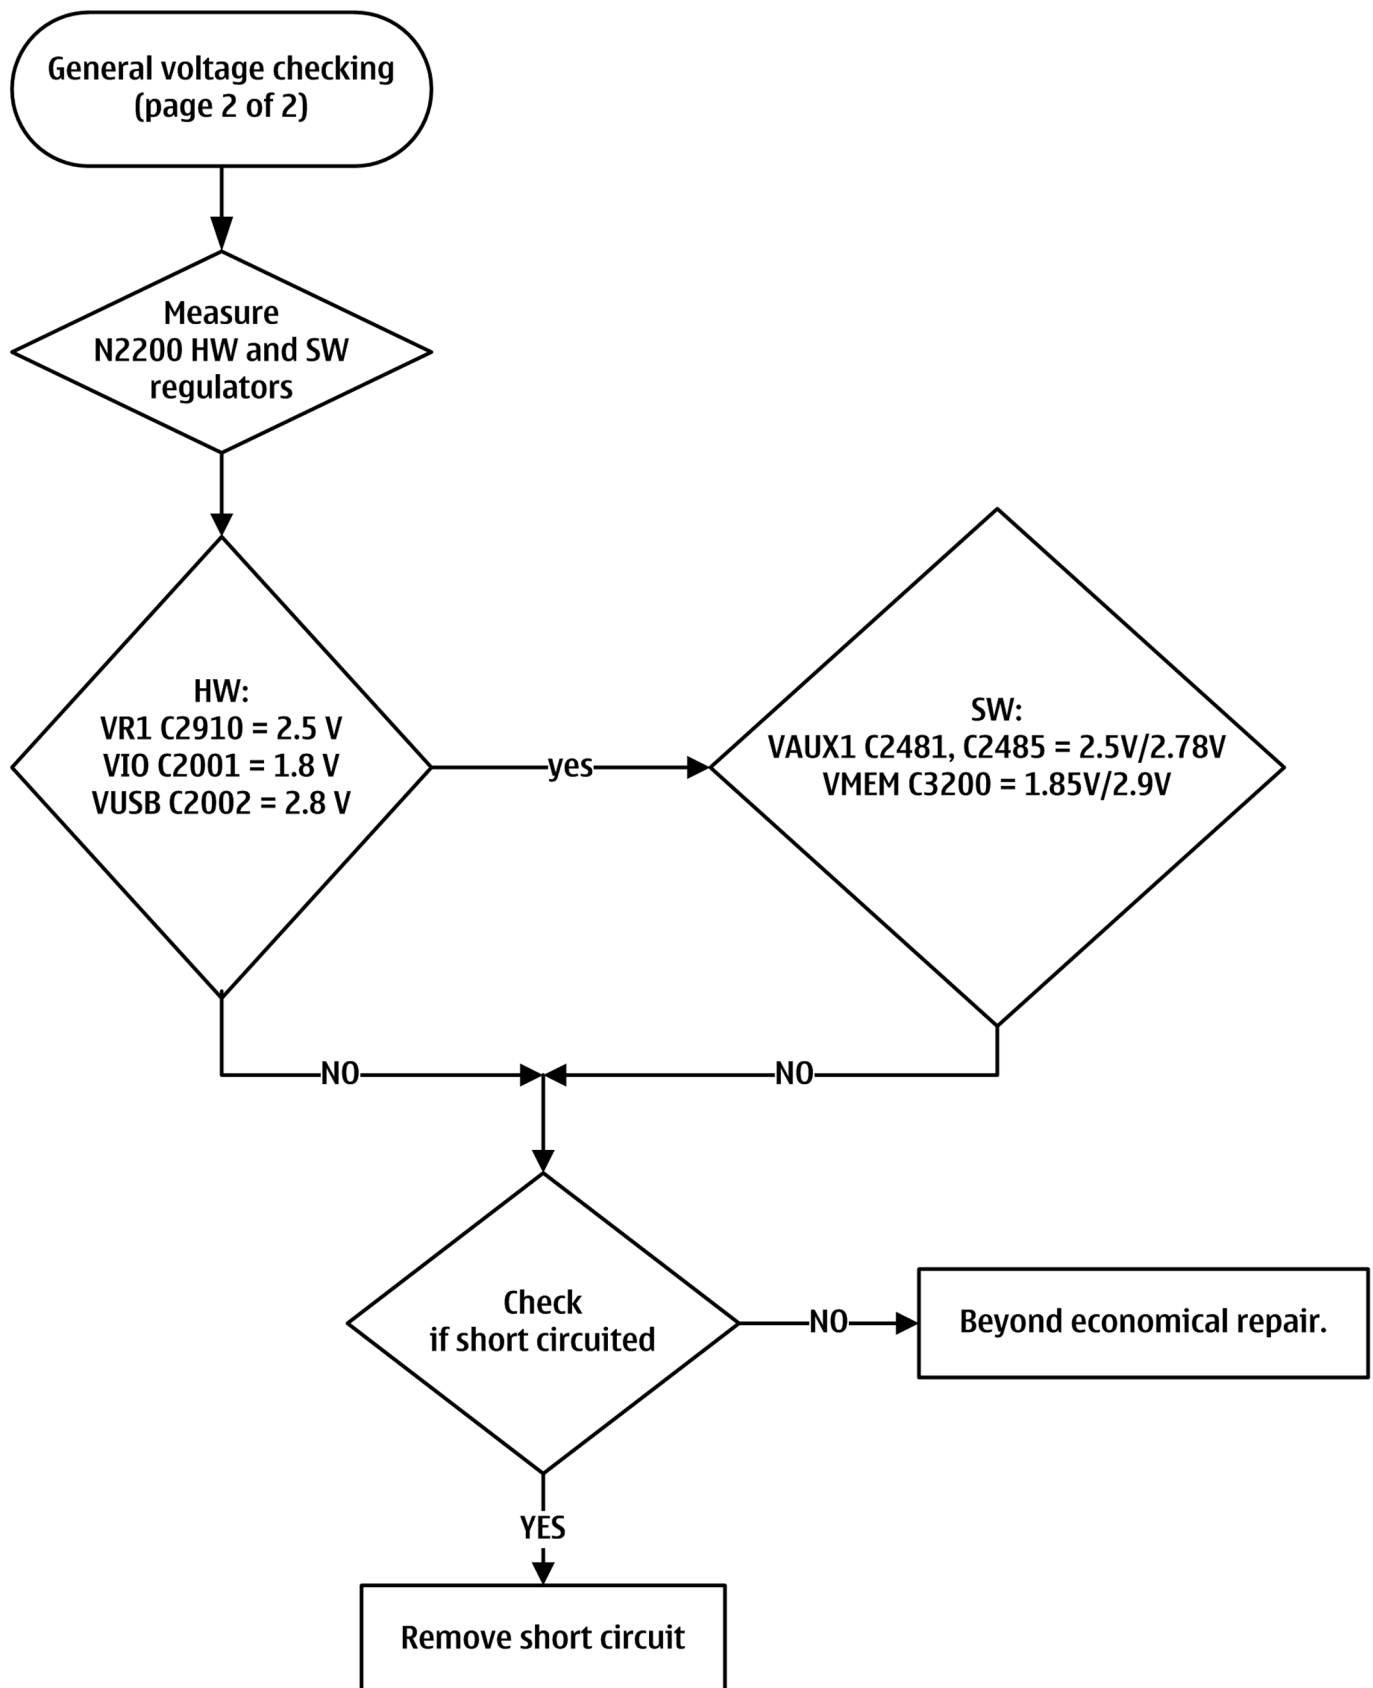 General voltage checking
(page 2 of 2)
Measure
N2200 HW and SW
regulators
HW:
VR1 C2910 = 2.5 V
VIO C2001 = 1.8 V
VUSB C2002 = 2.8 V
yes
SW:
VAUX1 C2481, C2485 = 2.5V/2.78V
VMEM C3200 = 1.85V/2.9V
NO
NO
Check
if short circuited
NO
Beyond economical repair.
YES
Remove short circuit